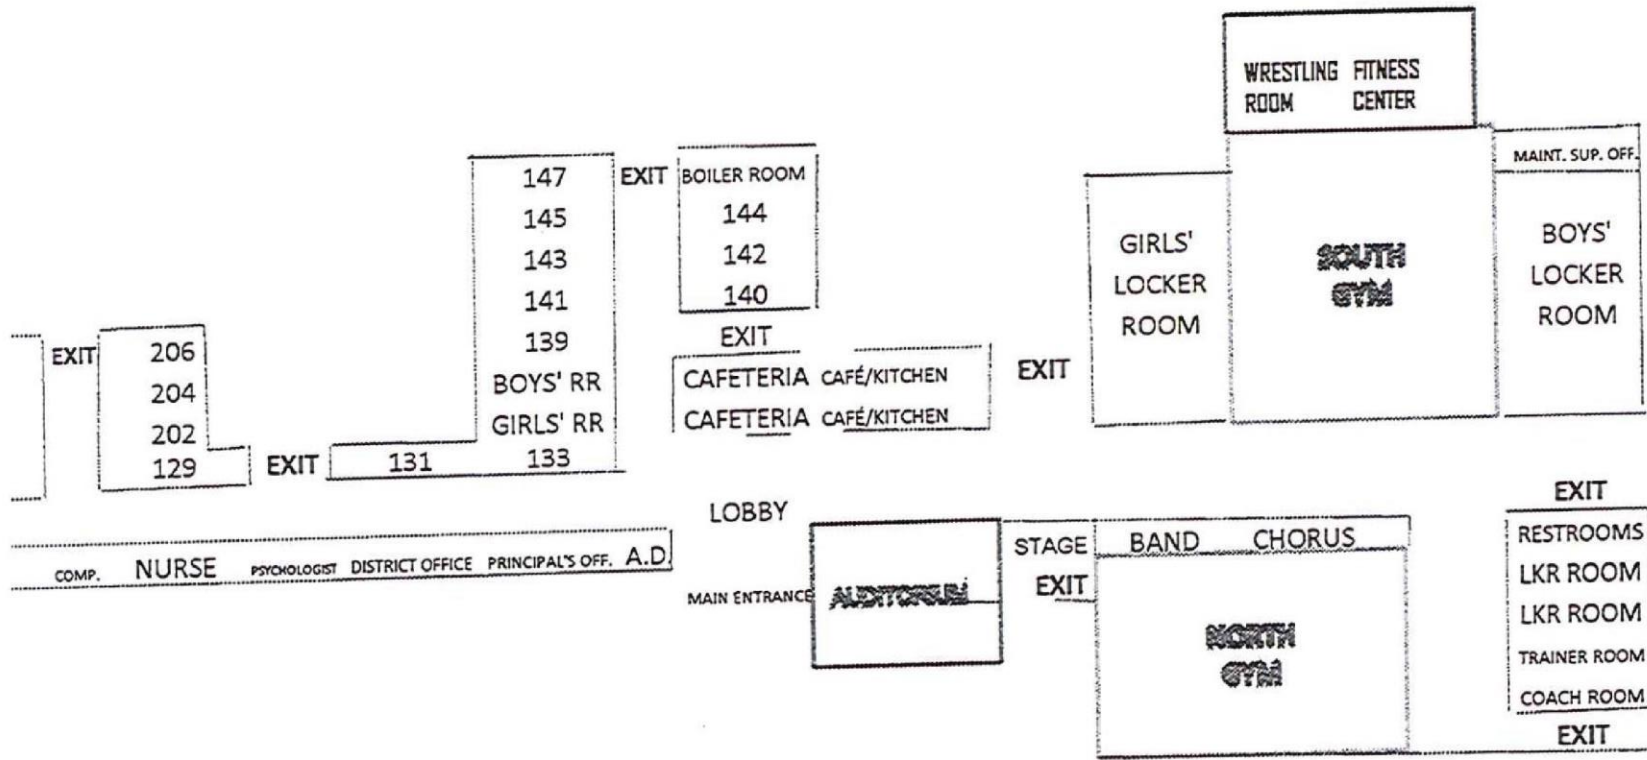 WRESTLING FITNESS
ROOM CENTER
MAINT. SUP. OFF.
147
145
143
141
139
BOYS' RR
GIRLS' RR
131 133
EXIT
BOILER ROOM
144
142
140
EXIT
CAFETERIA CAFÉ/KITCHEN
CAFETERIA CAFÉ/KITCHEN
EXIT
GIRLS'
LOCKER
ROOM
SOUTH
GYM
BOYS'
LOCKER
ROOM
EXIT
206
204
202
129
EXIT
LOBBY
COMP. NURSE PSYCHOLOGIST DISTRICT OFFICE PRINCIPAL'S OFF. A.D.
MAIN ENTRANCE
AUDITORIUM
STAGE
EXIT
BAND CHORUS
NORTH
GYM
EXIT
RESTROOMS
LKR ROOM
LKR ROOM
TRAINER ROOM
COACH ROOM
EXIT